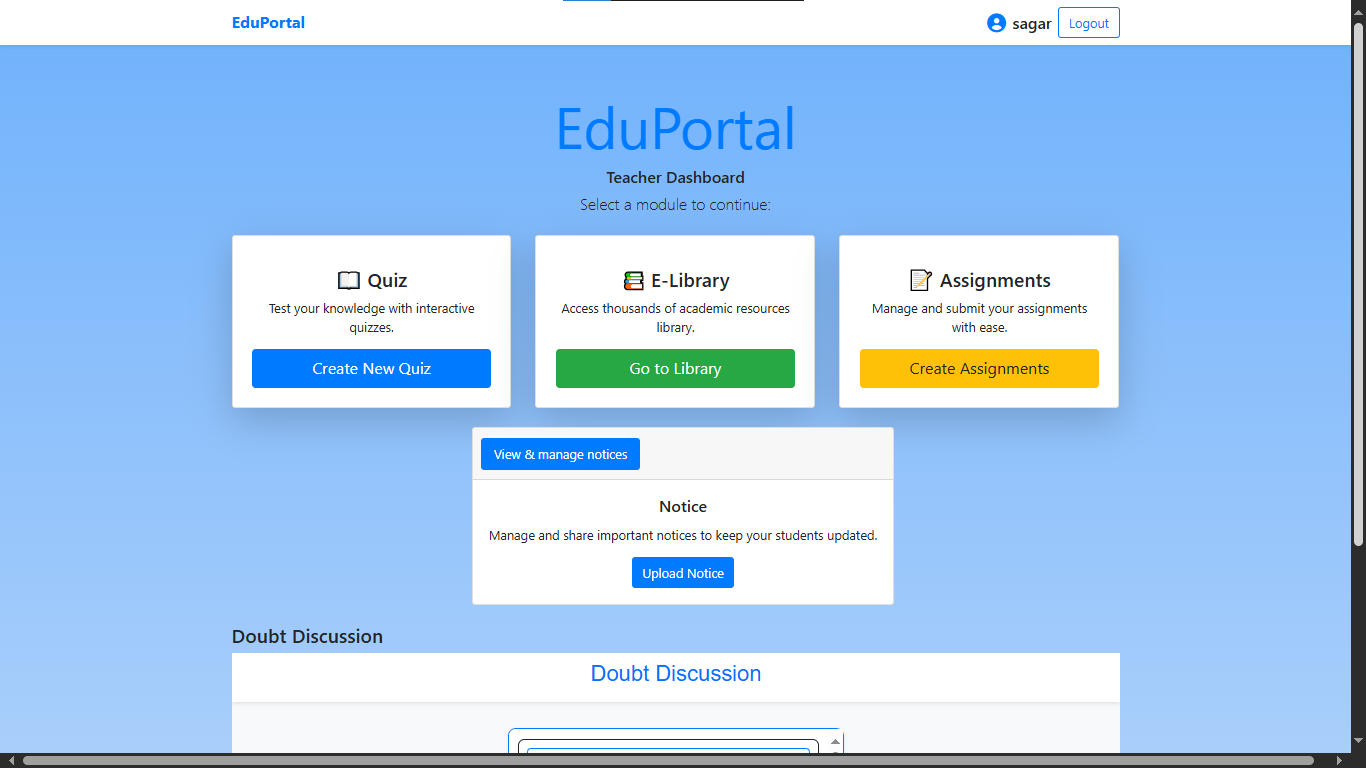 EduPortal
sagar
Logout
EduPortal
Teacher Dashboard
Select a module to continue:
📖 Quiz
Test your knowledge with interactive
quizzes.
Create New Quiz
📚 E-Library
Access thousands of academic resources
library.
Go to Library
📝 Assignments
Manage and submit your assignments
with ease.
Create Assignments
View & manage notices
Notice
Manage and share important notices to keep your students updated.
Upload Notice
Doubt Discussion
Doubt Discussion